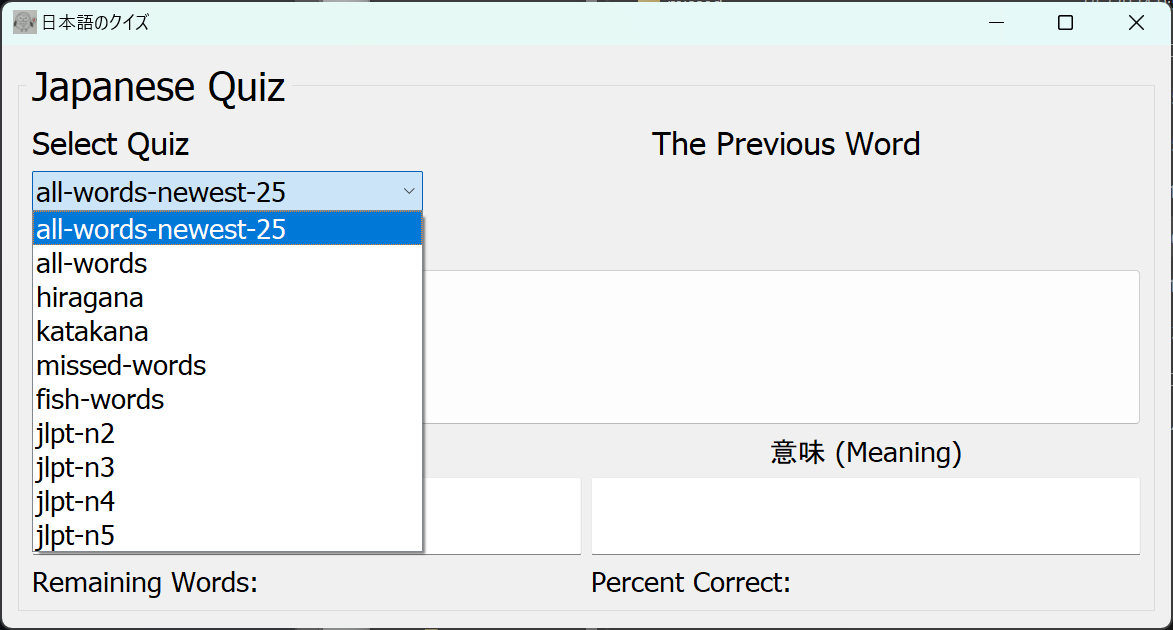 日本語のクイズ
Japanese Quiz
Select Quiz
The Previous Word
all-words-newest-25
all-words-newest-25
all-words
hiragana
katakana
missed-words
fish-words
jlpt-n2
jlpt-n3
jlpt-n4
jlpt-n5
意味 (Meaning)
Remaining Words:
Percent Correct: